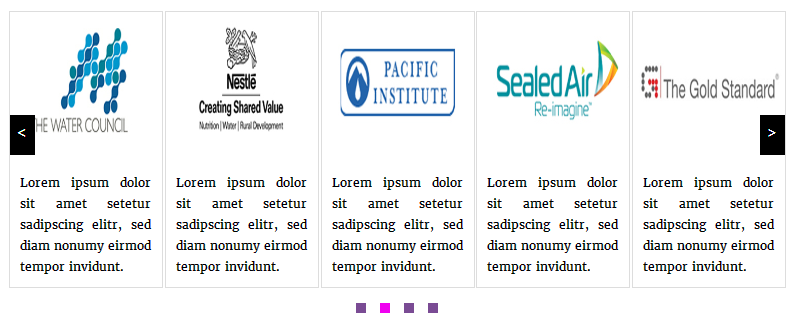 HE WATER COUNCIL
Nestlé
Creating Shared Value
Nutrition | Water | Rural Development
PACIFIC
INSTITUTE
Sealed Air
Re-imagine™
The Gold Standard®
<
>
Lorem ipsum dolor
sit amet setetur
sadipscing elitr, sed
diam nonumy eirmod
tempor invidunt.
Lorem ipsum dolor
sit amet setetur
sadipscing elitr, sed
diam nonumy eirmod
tempor invidunt.
Lorem ipsum dolor
sit amet setetur
sadipscing elitr, sed
diam nonumy eirmod
tempor invidunt.
Lorem ipsum dolor
sit amet setetur
sadipscing elitr, sed
diam nonumy eirmod
tempor invidunt.
Lorem ipsum dolor
sit amet setetur
sadipscing elitr, sed
diam nonumy eirmod
tempor invidunt.